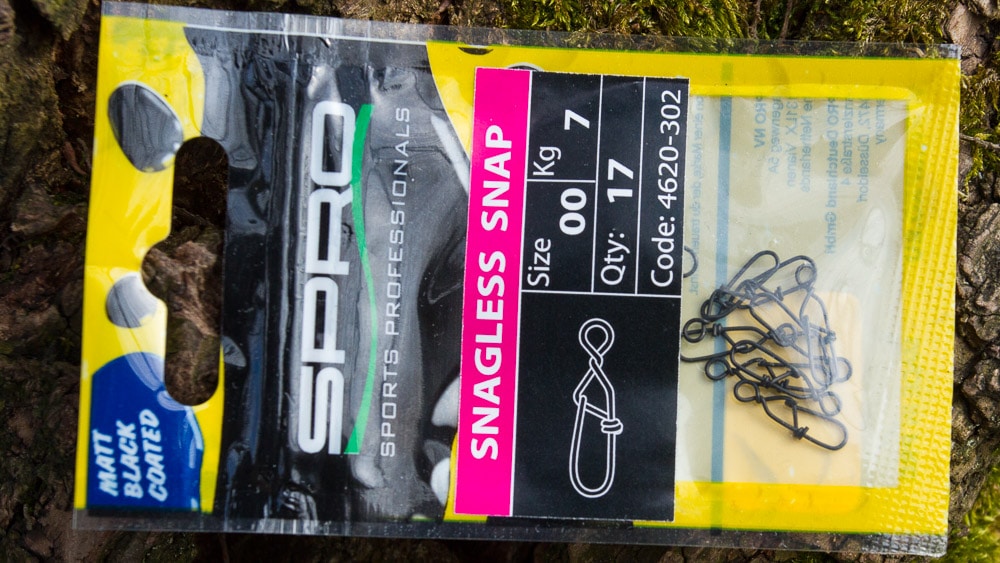 MATT
BLACK
COATED
SPRO
SPORTS PROFESSIONALS
SNAGLESS SNAP
Size 00
Kg 7
Qty: 17
Code: 4620-302